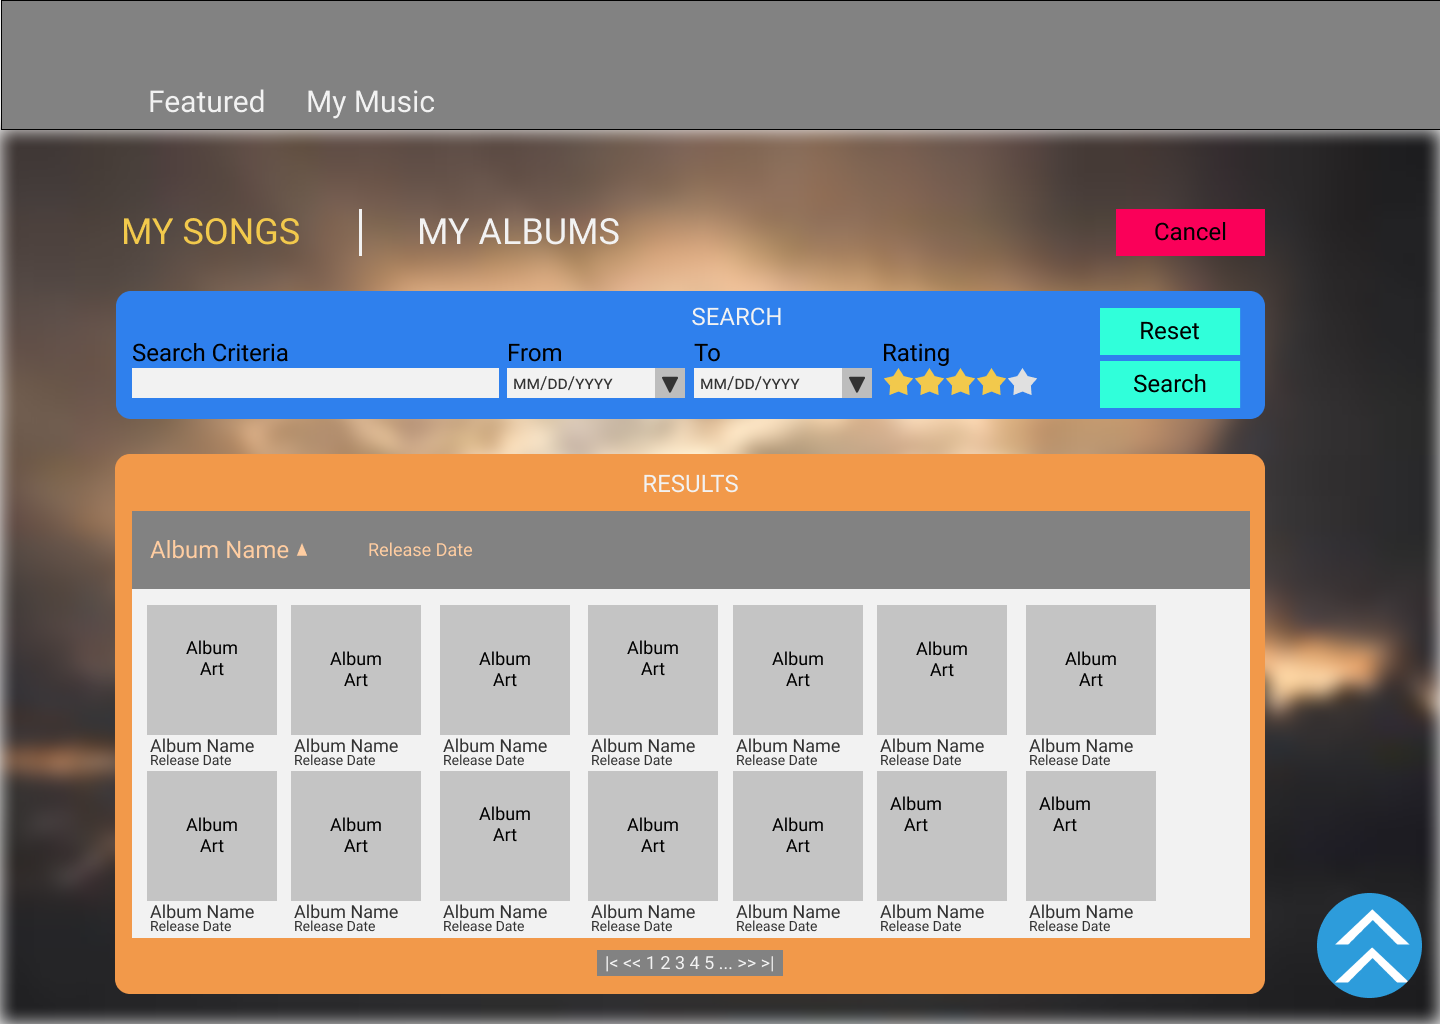 Featured My Music
MY SONGS | MY ALBUMS Cancel
SEARCH
Reset
Search Criteria From To Rating
MM/DD/YYYY MM/DD/YYYY
Search
RESULTS
Album Name ▲ Release Date
Album Album Album Album Album Album Album
Art Art Art Art Art Art Art
Album Name Album Name Album Name Album Name Album Name Album Name Album Name
Release Date Release Date Release Date Release Date Release Date Release Date Release Date
Album Album Album Album Album Album Album
Art Art Art Art Art Art Art
Album Name Album Name Album Name Album Name Album Name Album Name Album Name
Release Date Release Date Release Date Release Date Release Date Release Date Release Date
|< << 1 2 3 4 5 ... >> >|